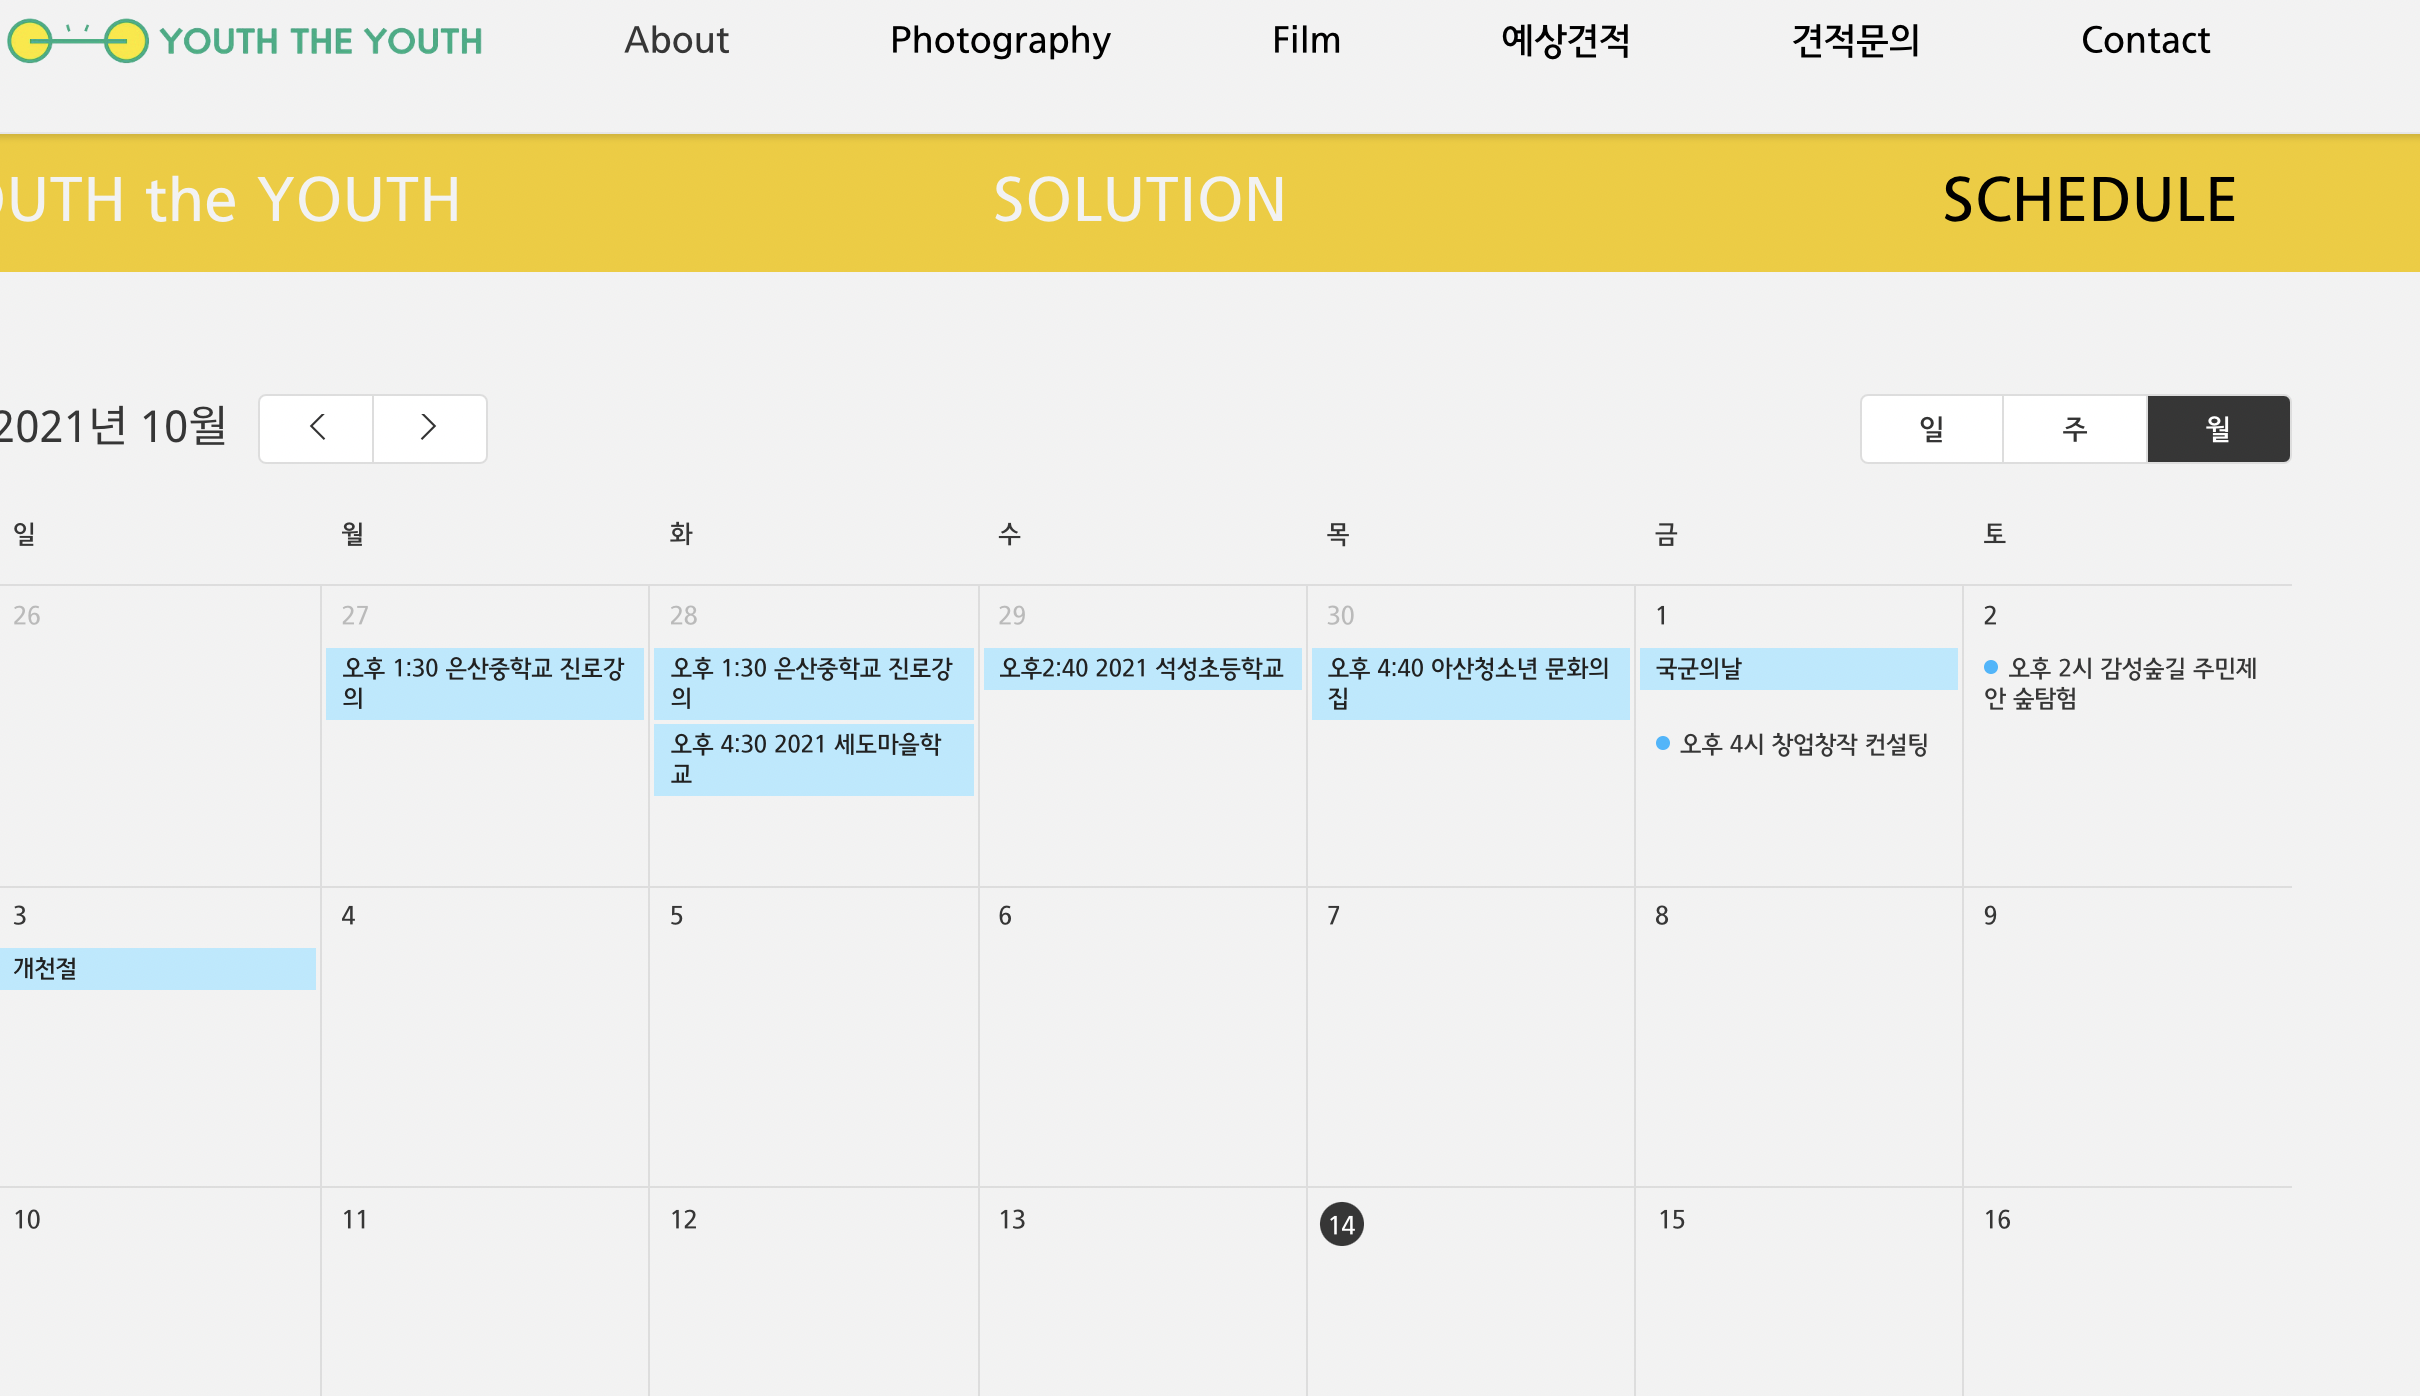 YOUTH THE YOUTH
About
Photography
Film
예상견적
견적문의
Contact
OUTH the YOUTH
SOLUTION
SCHEDULE
2021년 10월
일
주
월
일
월
화
수
목
금
토
26
27
오후 1:30 은산중학교 진로강
의
28
오후 1:30 은산중학교 진로강
의
오후 4:30 2021 세도마을학
교
29
오후2:40 2021 석성초등학교
30
오후 4:40 아산청소년 문화의
집
1
국군의날
오후 4시 창업창작 컨설팅
2
오후 2시 감성숲길 주민제
안 숲탐험
3
개천절
4
5
6
7
8
9
10
11
12
13
14
15
16